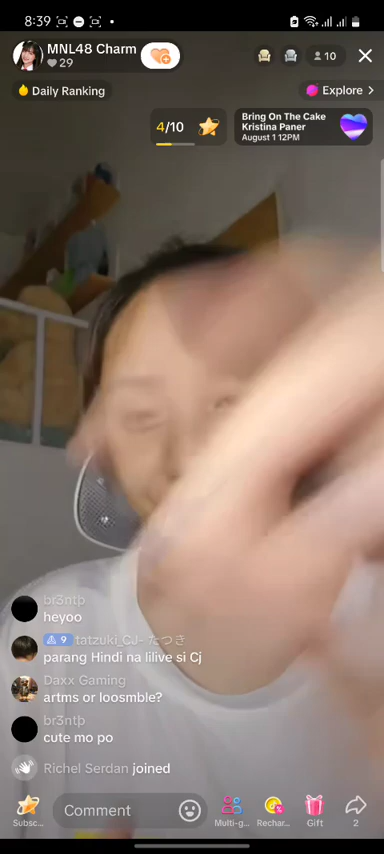 8:39
MNL48 Charm
29
10
Daily Ranking
Explore >
4/10
Bring On The Cake
Kristina Paner
August 1 12PM
br3ntþ
heyoo
9 tatzuki_CJ- たつき
parang Hindi na lilive si Cj
Daxx Gaming
artms or loosmble?
br3ntþ
cute mo po
Richel Serdan joined
Comment
Subsc...
Multi-g...
Rechar...
Gift
2